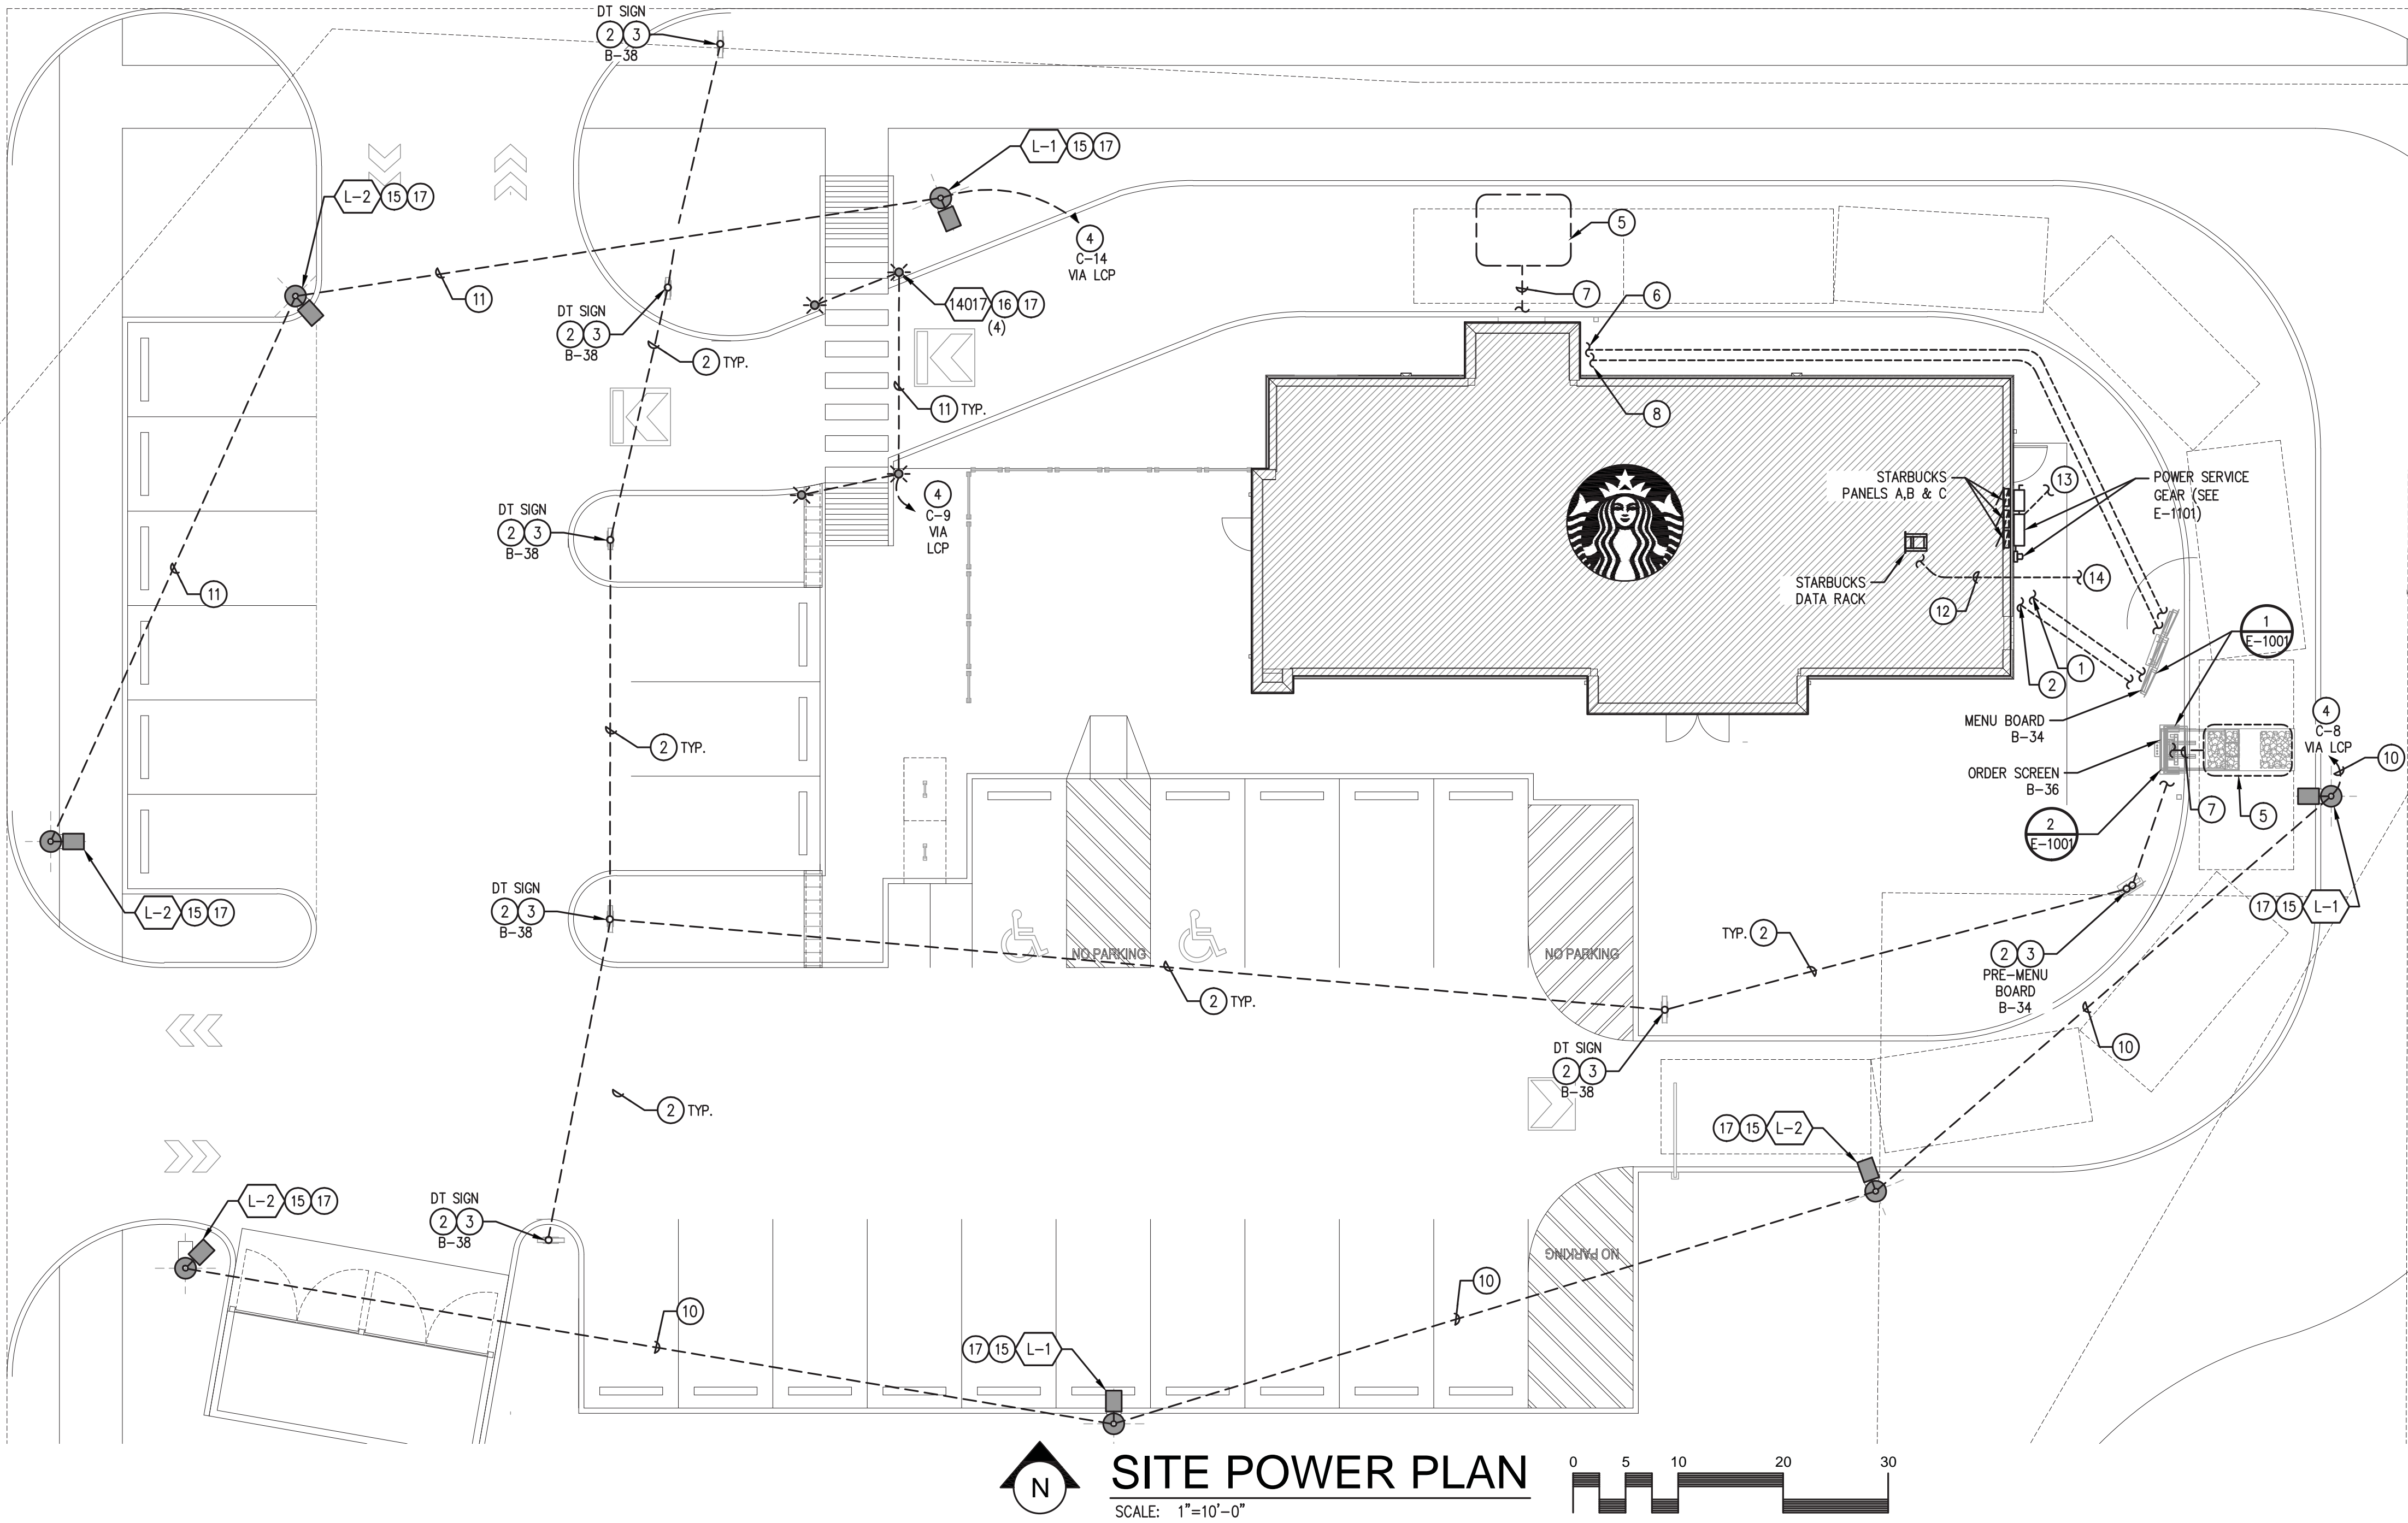 DT SIGN
2 3
B-38
L-1 15 17
L-2 15 17
4
C-14
VIA LCP
5
11
7
6
DT SIGN
2 3
B-38
14017 16 17
(4)
2 TYP.
11 TYP.
8
STARBUCKS
PANELS A,B & C
13
POWER SERVICE
GEAR (SEE
E-1101)
4
C-9
VIA
LCP
DT SIGN
2 3
B-38
11
STARBUCKS
DATA RACK
14
12
1
E-1001
1
2
MENU BOARD
B-34
4
C-8
VIA LCP
10
2 TYP.
ORDER SCREEN
B-36
7
5
2
E-1001
L-2 15 17
DT SIGN
2 3
B-38
17 15 L-1
TYP. 2
NO PARKING
NO PARKING
2 3
PRE-MENU
BOARD
B-34
2 TYP.
10
DT SIGN
2 3
B-38
2 TYP.
17 15 L-2
L-2 15 17
DT SIGN
2 3
B-38
NO PARKING
10
10
17 15 L-1
N
SITE POWER PLAN
SCALE: 1"=10'-0"
0 5 10 20 30